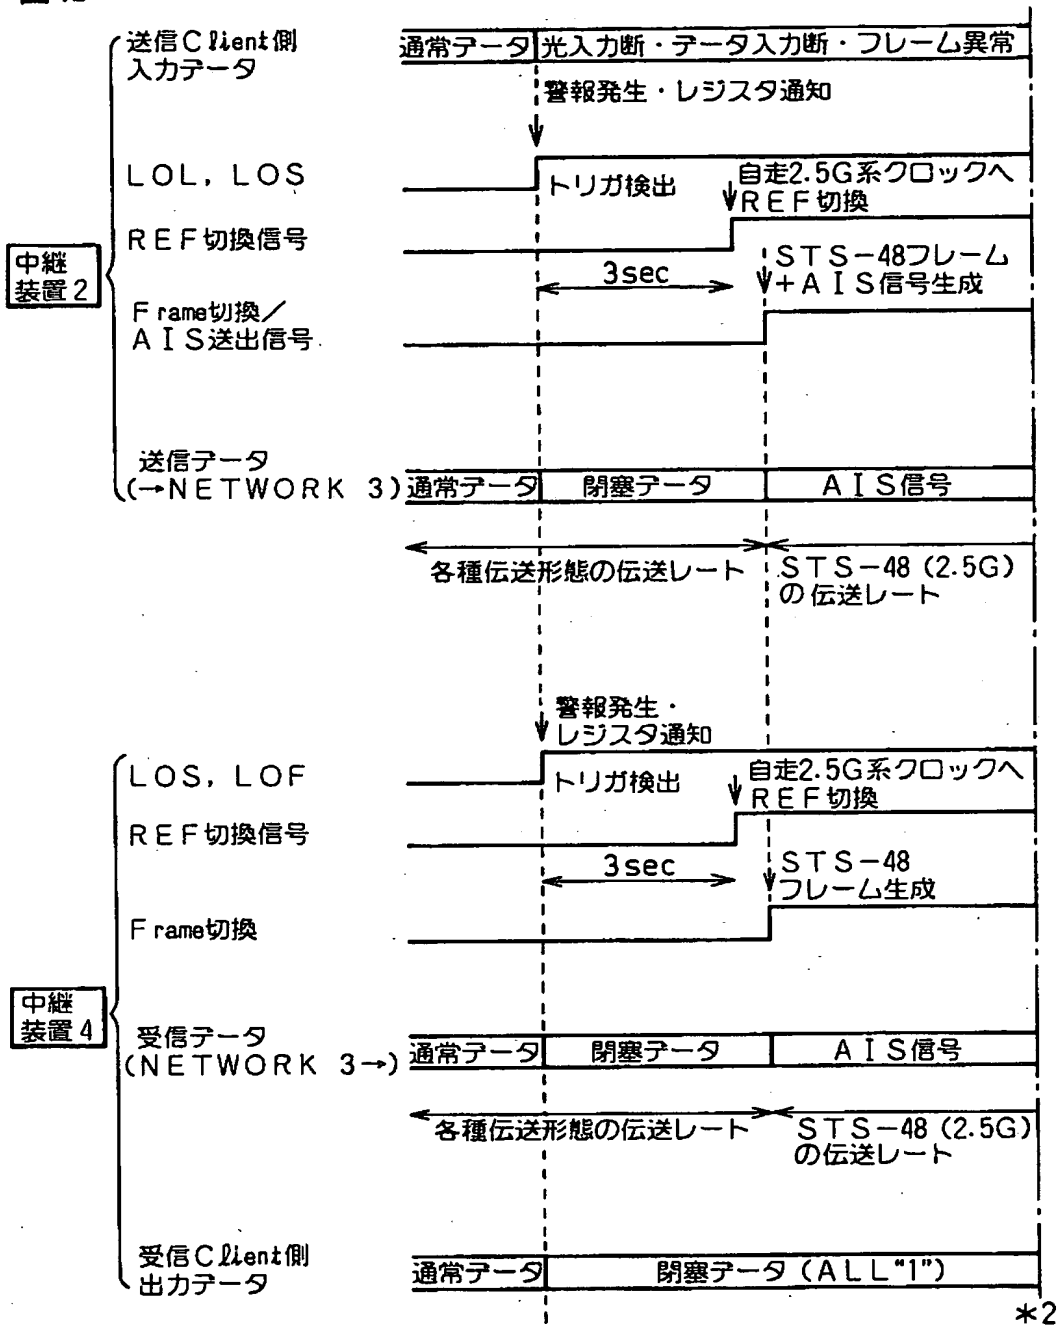 *1
送信Client側
入力データ
通常データ 光入力断・データ入力断・フレーム異常
警報発生・レジスタ通知
LOL, LOS
トリガ検出
自走2.5G系クロックへ
REF切換
REF切換信号
3sec
STS-48フレーム
+AIS信号生成
中継
装置2
Frame切換/
AIS送出信号
送信データ
(→NETWORK 3)
通常データ 閉塞データ AIS信号
各種伝送形態の伝送レート
STS-48 (2.5G)
の伝送レート
警報発生・
レジスタ通知
LOS, LOF
トリガ検出
自走2.5G系クロックへ
REF切換
REF切換信号
3sec
STS-48
フレーム生成
Frame切換
中継
装置4
受信データ
(NETWORK 3→)
通常データ 閉塞データ AIS信号
各種伝送形態の伝送レート
STS-48 (2.5G)
の伝送レート
受信Client側
出力データ
通常データ 閉塞データ (ALL"1")
*2